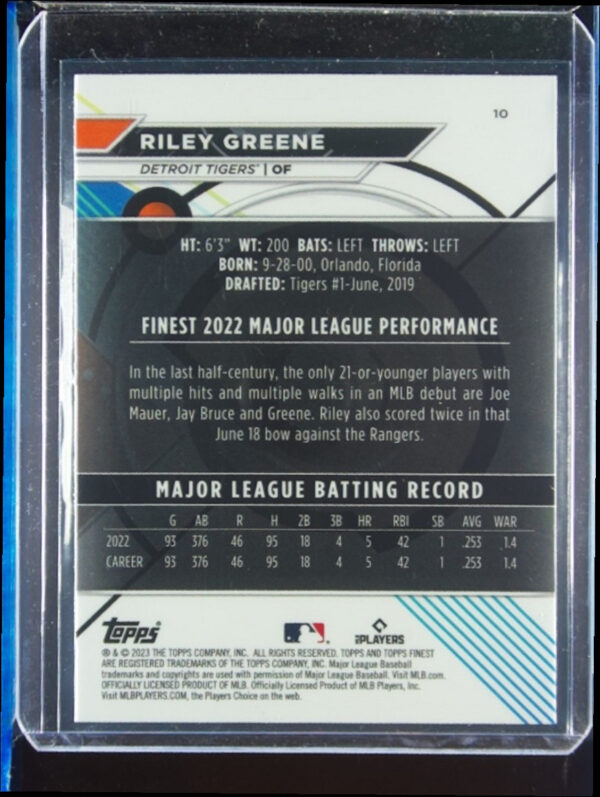 10
RILEY GREENE
DETROIT TIGERS® | OF
HT: 6'3" WT: 200 BATS: LEFT THROWS: LEFT
BORN: 9-28-00, Orlando, Florida
DRAFTED: Tigers #1-June, 2019
FINEST 2022 MAJOR LEAGUE PERFORMANCE
In the last half-century, the only 21-or-younger players with
multiple hits and multiple walks in an MLB debut are Joe
Mauer, Jay Bruce and Greene. Riley also scored twice in that
June 18 bow against the Rangers.
MAJOR LEAGUE BATTING RECORD
G AB R H 2B 3B HR RBI SB AVG WAR
2022 93 376 46 95 18 4 5 42 1 .253 1.4
CAREER 93 376 46 95 18 4 5 42 1 .253 1.4
topps
PLAYERS
® & © 2023 THE TOPPS COMPANY, INC. ALL RIGHTS RESERVED. TOPPS AND TOPPS FINEST
ARE REGISTERED TRADEMARKS OF THE TOPPS COMPANY, INC. Major League Baseball
trademarks and copyrights are used with permission of Major League Baseball. Visit MLB.com.
OFFICIALLY LICENSED PRODUCT OF MLB. Officially Licensed Product of MLB Players, Inc.
Visit MLBPLAYERS.COM, the Players Choice on the web.